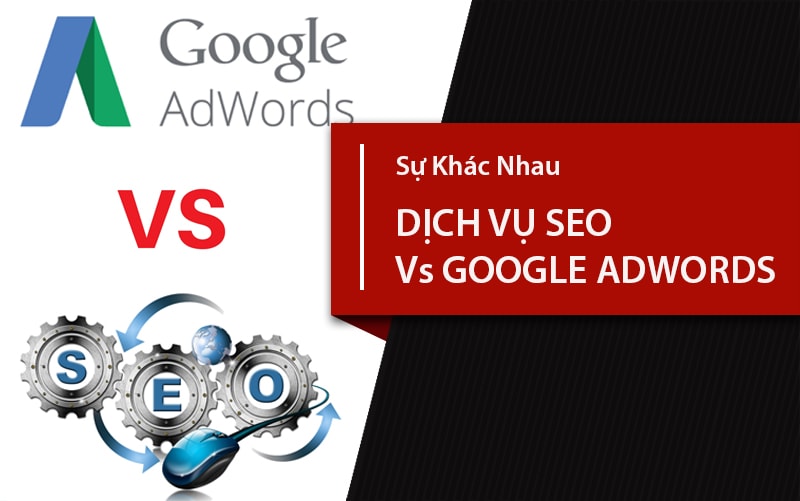 Google
AdWords
VS
S E O
Sự Khác Nhau
DỊCH VỤ SEO
Vs GOOGLE ADWORDS